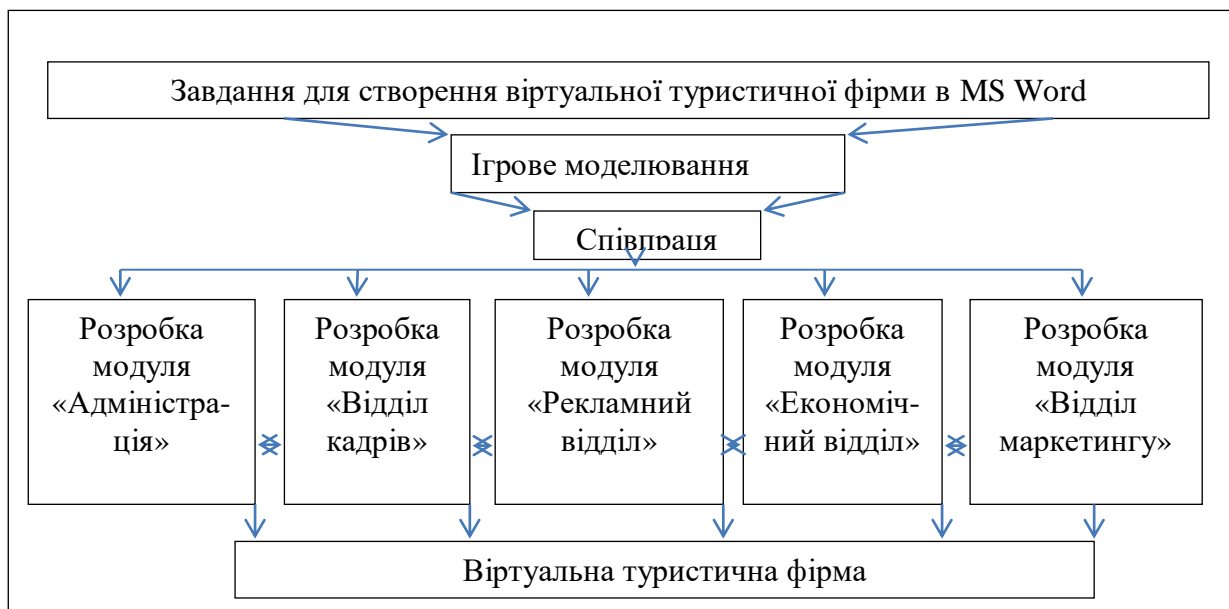 Завдання для створення віртуальної туристичної фірми в MS Word
Ігрове моделювання
Співпраця
Розробка
модуля
«Адміністра-
ція»
Розробка
модуля
«Відділ
кадрів»
Розробка
модуля
«Рекламний
відділ»
Розробка
модуля
«Економіч-
ний відділ»
Розробка
модуля
«Відділ
маркетингу»
Віртуальна туристична фірма